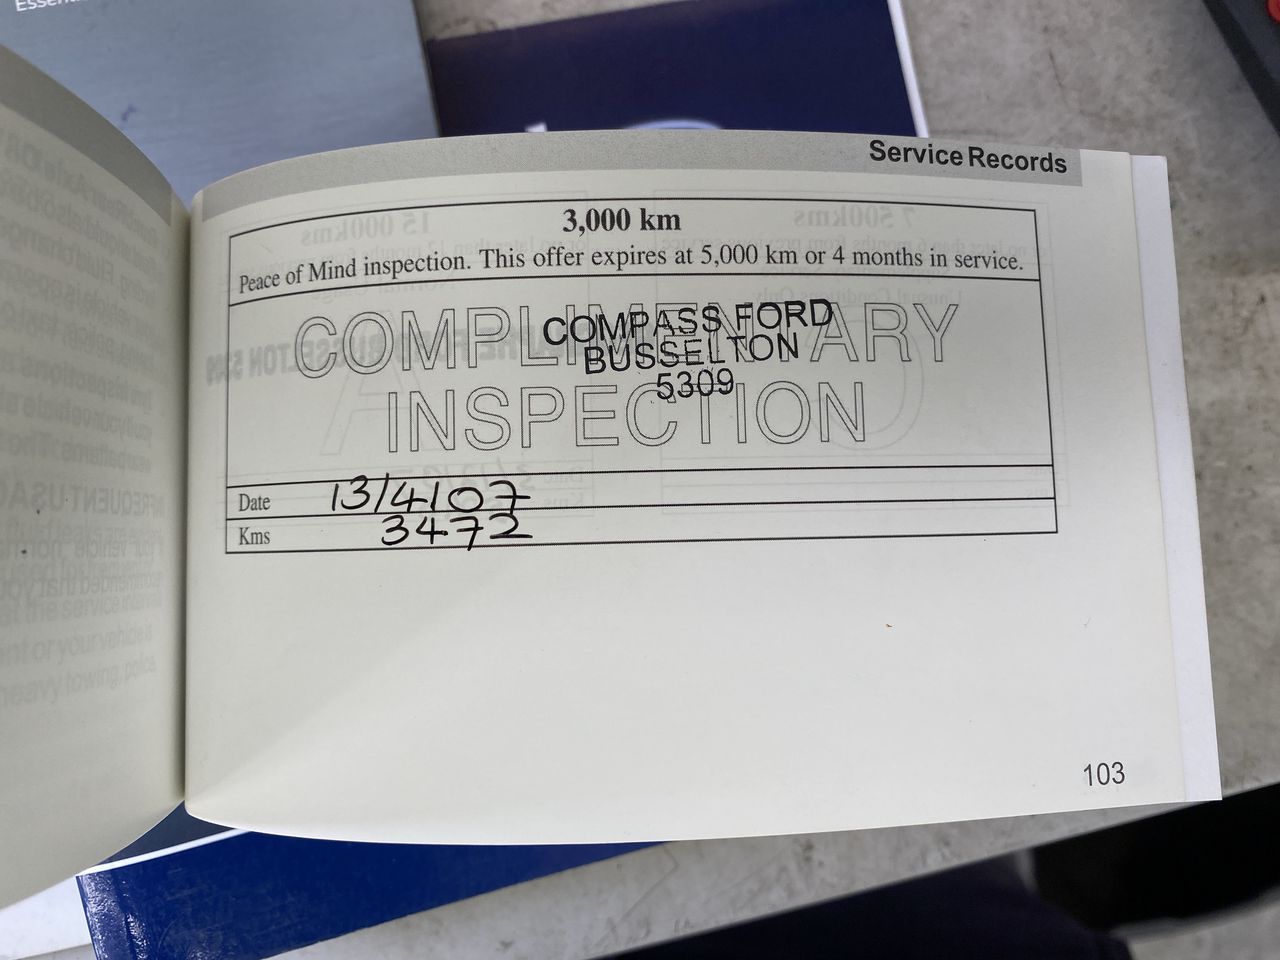 Service Records
3,000 km
Peace of Mind inspection. This offer expires at 5,000 km or 4 months in service.
COMPLIMENTARY
INSPECTION
COMPASS FORD
BUSSELTON
5309
Date 13/4/07
Kms 3472
103